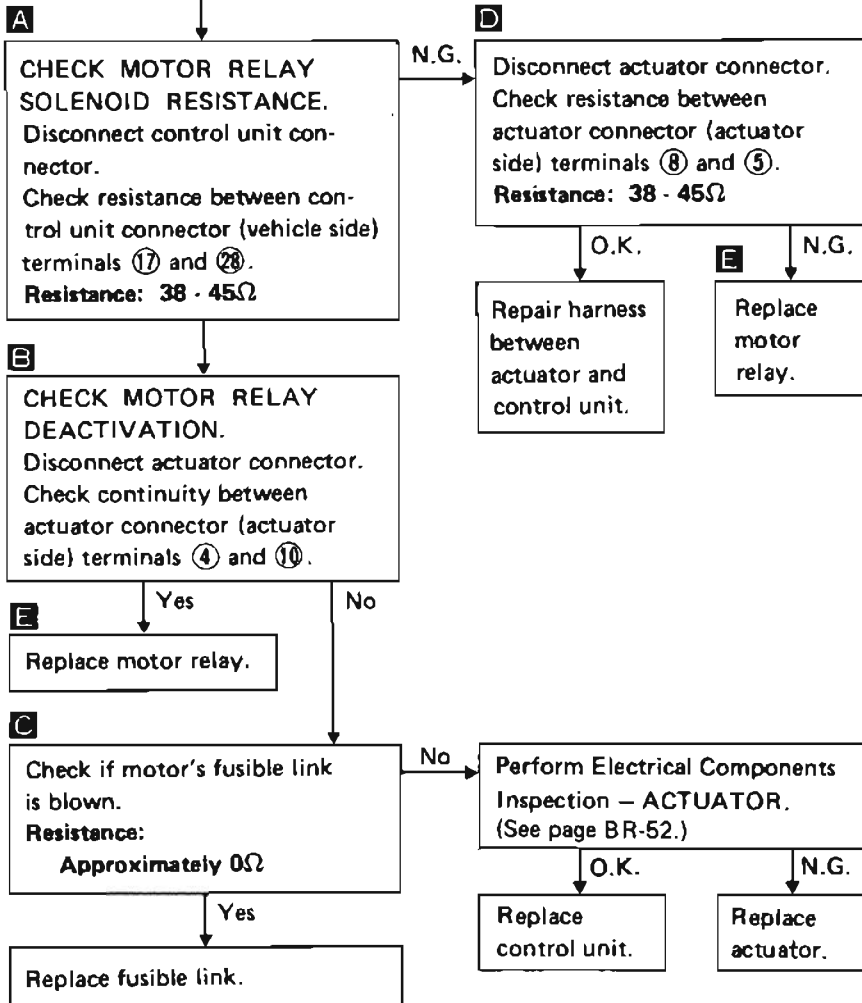 A
CHECK MOTOR RELAY
SOLENOID RESISTANCE.
Disconnect control unit con-
nector.
Check resistance between con-
trol unit connector (vehicle side)
terminals ⑰ and ㉘.
Resistance: 38 - 45Ω
N.G.
D
Disconnect actuator connector.
Check resistance between
actuator connector (actuator
side) terminals ⑧ and ⑤.
Resistance: 38 - 45Ω
O.K.
Repair harness
between
actuator and
control unit.
N.G.
E
Replace
motor
relay.
B
CHECK MOTOR RELAY
DEACTIVATION.
Disconnect actuator connector.
Check continuity between
actuator connector (actuator
side) terminals ④ and ⑩.
Yes
No
E
Replace motor relay.
C
Check if motor's fusible link
is blown.
Resistance:
Approximately 0Ω
No
Perform Electrical Components
Inspection – ACTUATOR.
(See page BR-52.)
O.K.
Replace
control unit.
N.G.
Replace
actuator.
Yes
Replace fusible link.